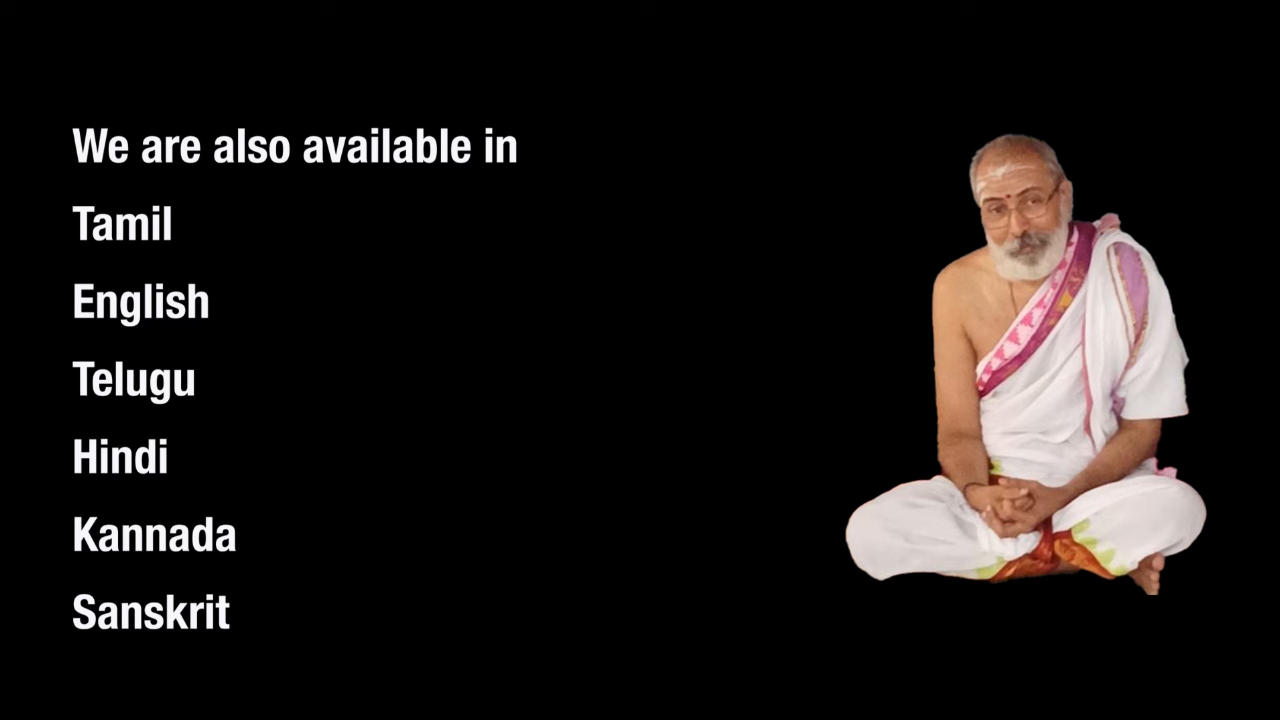 We are also available in
Tamil
English
Telugu
Hindi
Kannada
Sanskrit